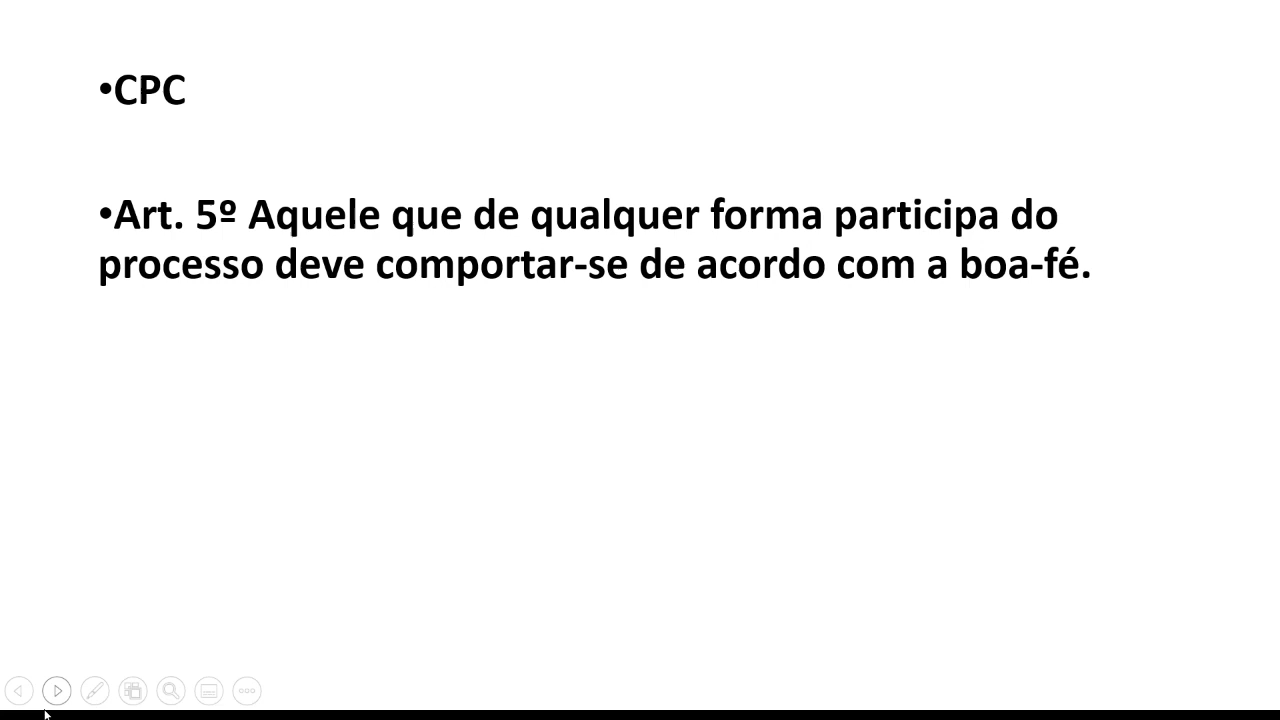 •CPC
•Art. 5º Aquele que de qualquer forma participa do
processo deve comportar-se de acordo com a boa-fé.